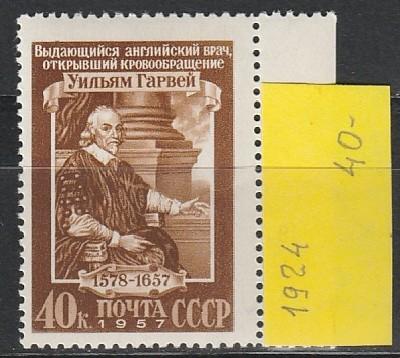 Выдающийся английский врач,
открывший кровообращение
Уильям Гарвей
1578-1657
40к. ПОЧТА СССР
1957
1924
40-